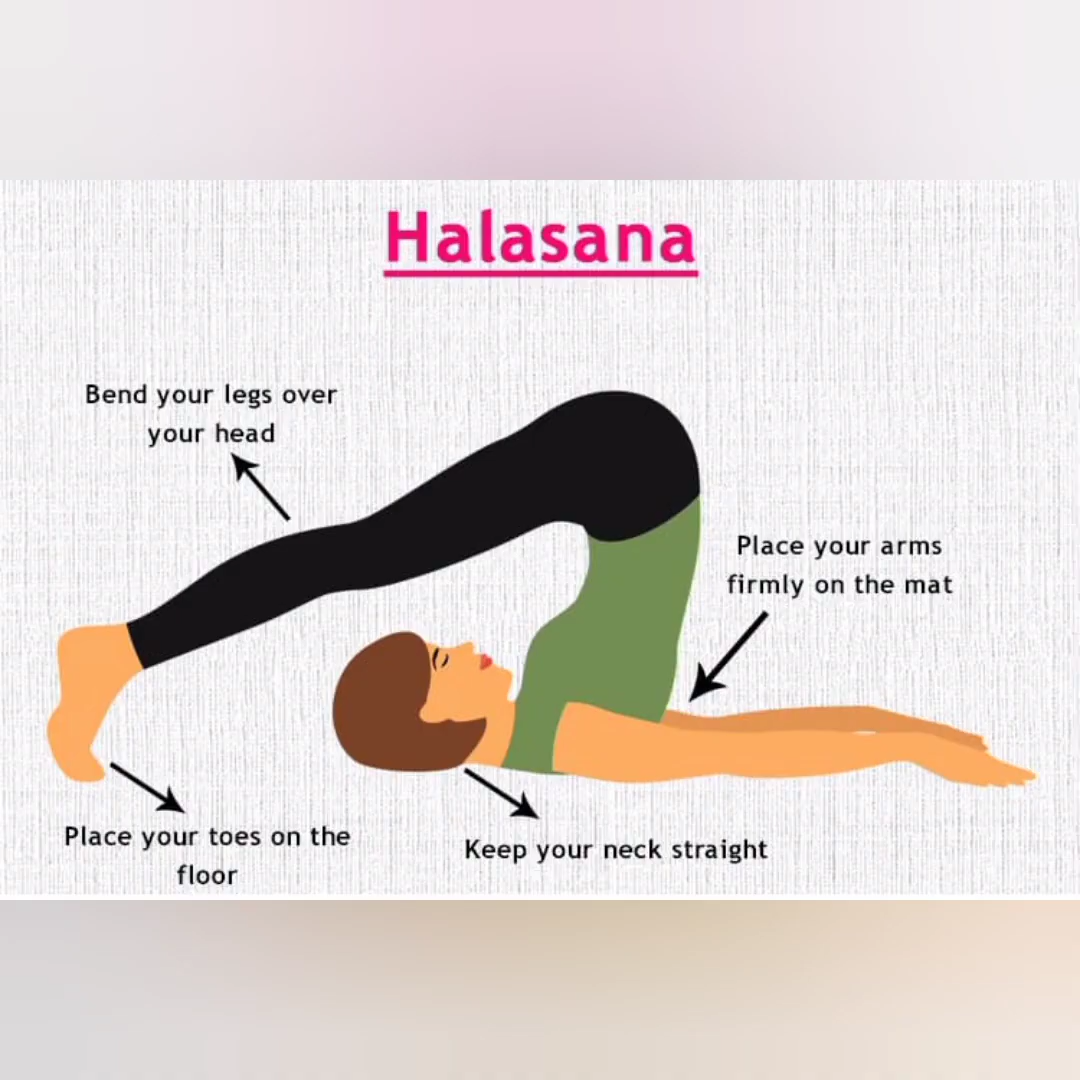 Halasana
Bend your legs over
your head
Place your arms
firmly on the mat
Place your toes on the
floor
Keep your neck straight